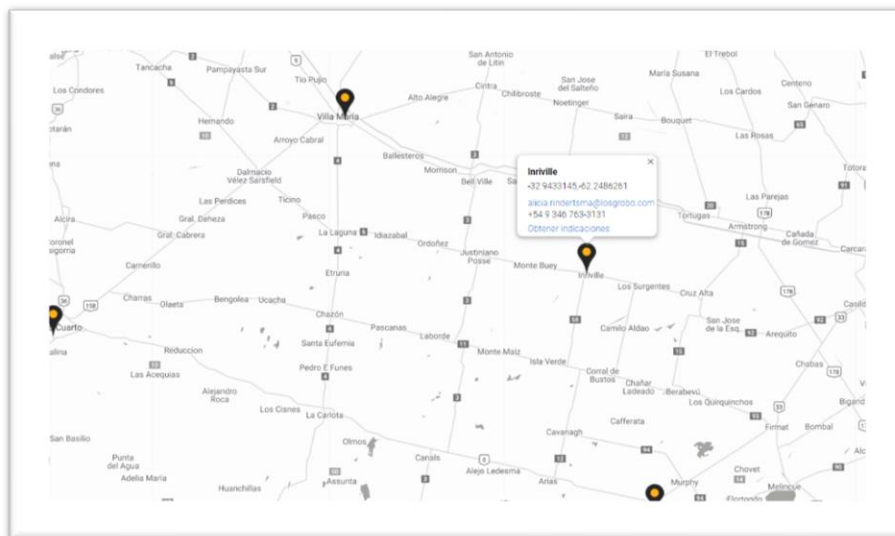 San Antonio
de Litin
El Trebol
Tancacha
Pampayasta Sur
Tio Pujio
Los Condores
Cintra
Chilibroste
San Jose
del Salteño
Noetinger
Maria Susana
Los Cardos
Centeno
San Genaro
Alto Alegre
Villa Maria
Hernando
Arroyo Cabral
Saira
Bouquet
Las Rosas
Ballesteros
Morrison
Bell Ville
Dalmacio
Vélez Sarsfield
Las Perdices
Ticino
Pasco
Inriville
-32.9433145,-62.2486261
alicia.rindertsma@losgrobo.com
+54 9 346 763-3131
Obtener indicaciones
Las Parejas
Tortugas
Armstrong
Cañada
de Gomez
Alcira
Gral. Deheza
Gral. Cabrera
La Laguna
Idiazabal
Ordoñez
Justiniano
Posse
Monte Buey
Inriville
Los Surgentes
Cruz Alta
Carnerillo
Etruria
Charras
Olaeta
Bengolea
Ucacha
Chazón
Pascanas
Laborde
Camilo Aldao
San Jose
de la Esq...
Arequito
Cuarto
Reduccion
Santa Eufemia
Monte Maiz
Isla Verde
Las Acequias
Pedro E Funes
Corral de
Bustos
Chañar
Ladeado
Berabevú
Chabas
Alejandro
Roca
Los Cisnes
La Carlota
Los Quirquinchos
Cafferata
Firmat
Bombal
San Basilio
Olmos
Cavanagh
Punta
del Agua
Adelia María
Huanchillas
Assunta
Canals
Alejo Ledesma
Arias
Murphy
Chovet
Melincue